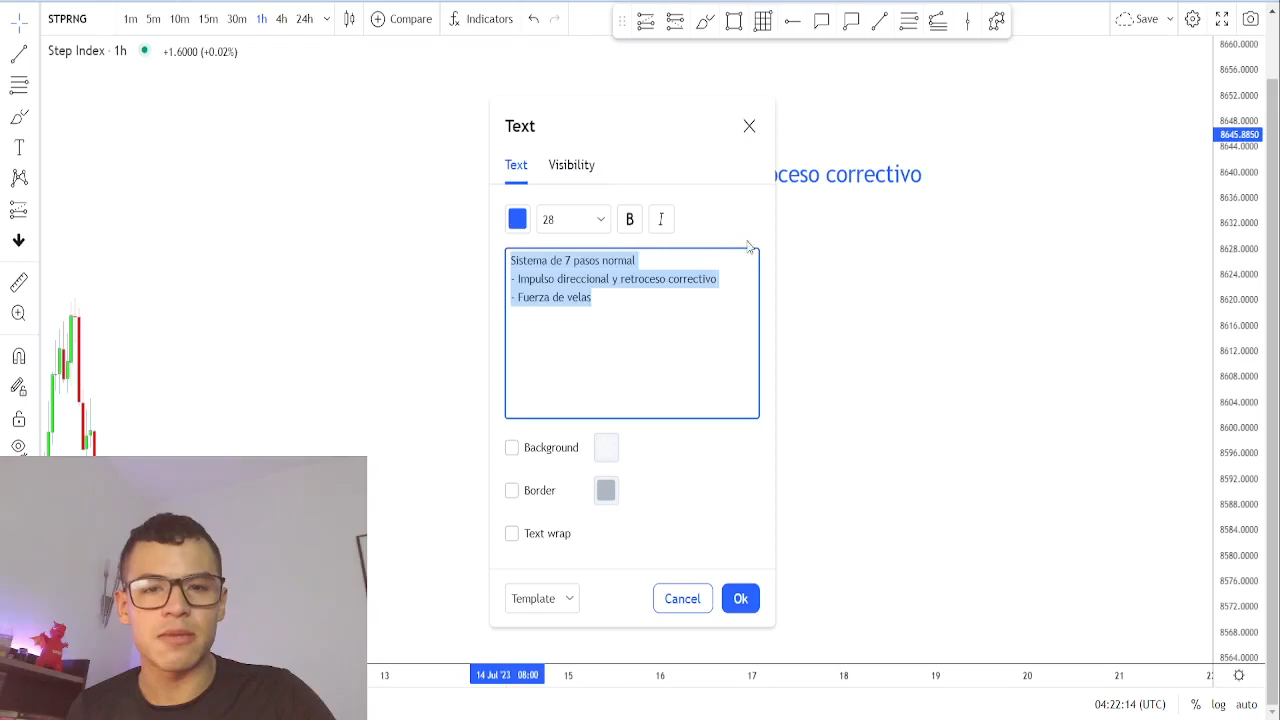 STPRNG 1m 5m 10m 15m 30m 1h 4h 24h Compare Indicators Save
Step Index · 1h +1.6000 (+0.02%)
Text
Text Visibility
28 B I
Sistema de 7 pasos normal
- Impulso direccional y retroceso correctivo
- Fuerza de velas
Background
Border
Text wrap
Template Cancel Ok
oceso correctivo
8660.0000
8656.0000
8652.0000
8648.0000
8645.8850
8644.0000
8640.0000
8636.0000
8632.0000
8628.0000
8624.0000
8620.0000
8616.0000
8612.0000
8608.0000
8604.0000
8600.0000
8596.0000
8592.0000
8588.0000
8584.0000
8580.0000
8576.0000
8572.0000
8568.0000
8564.0000
13 14 Jul '23 08:00 15 16 17 18 19 20 21
04:22:14 (UTC) % log auto